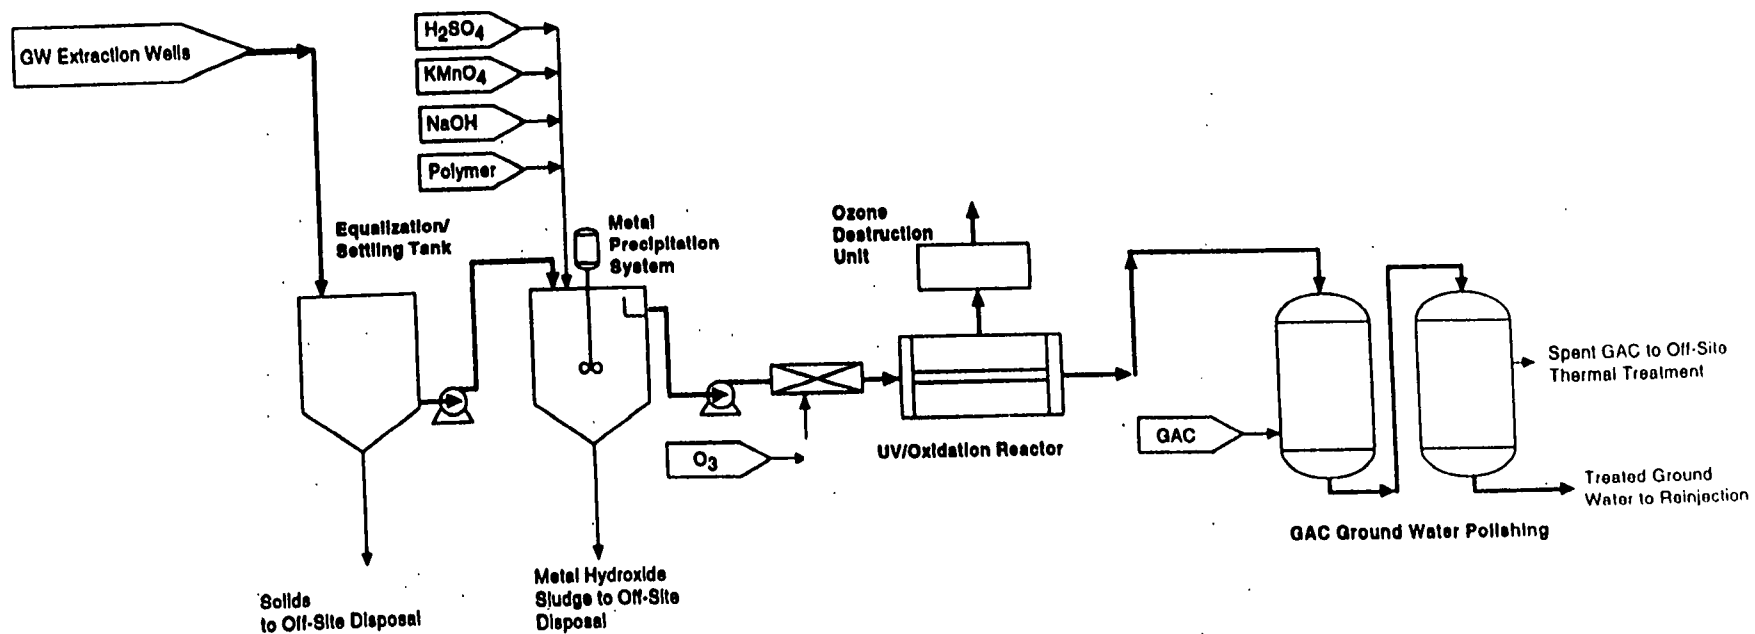 GW Extraction Wells
H2SO4
KMnO4
NaOH
Polymer
Equalization/
Settling Tank
Metal
Precipitation
System
Ozone
Destruction
Unit
O3
UV/Oxidation Reactor
GAC
Spent GAC to Off-Site
Thermal Treatment
Treated Ground
Water to Reinjection
GAC Ground Water Polishing
Solids
to Off-Site Disposal
Metal Hydroxide
Sludge to Off-Site
Disposal